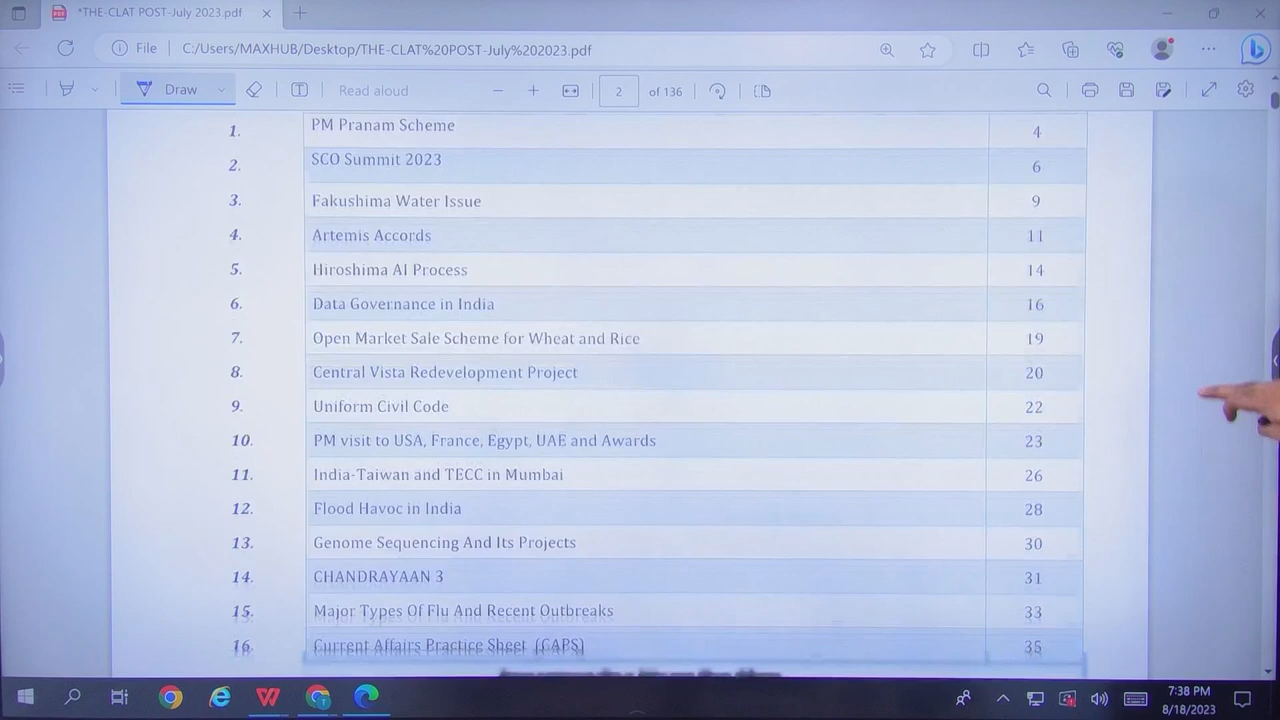 *THE-CLAT POST-July 2023.pdf
File C:/Users/MAXHUB/Desktop/THE-CLAT%20POST-July%202023.pdf
Draw Read aloud 2 of 136
1. PM Pranam Scheme 4
2. SCO Summit 2023 6
3. Fakushima Water Issue 9
4. Artemis Accords 11
5. Hiroshima AI Process 14
6. Data Governance in India 16
7. Open Market Sale Scheme for Wheat and Rice 19
8. Central Vista Redevelopment Project 20
9. Uniform Civil Code 22
10. PM visit to USA, France, Egypt, UAE and Awards 23
11. India-Taiwan and TECC in Mumbai 26
12. Flood Havoc in India 28
13. Genome Sequencing And Its Projects 30
14. CHANDRAYAAN 3 31
15. Major Types Of Flu And Recent Outbreaks 33
16. Current Affairs Practice Sheet (CAPS) 35
7:38 PM
8/18/2023